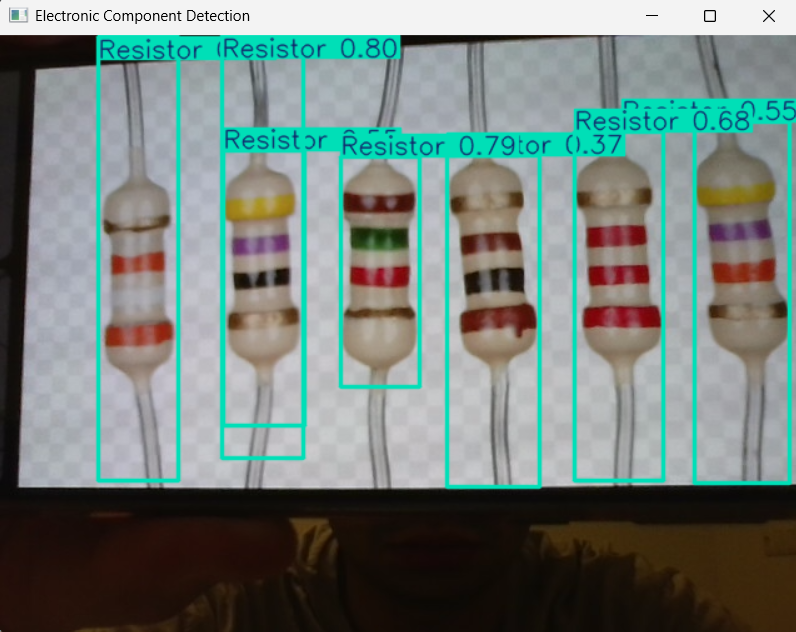 Electronic Component Detection
Resistor
Resistor 0.80
0.55
Resistor 0.68
Resistor
Resistor 0.79
0.37